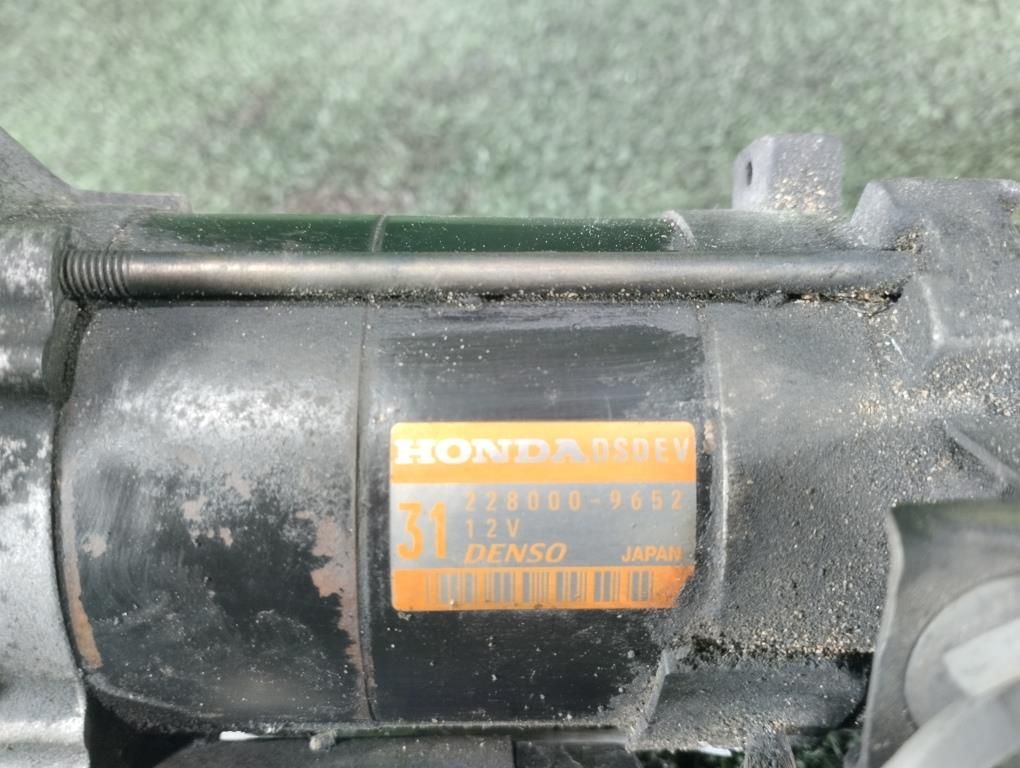 HONDA DSDEV
31
228000-9652
12V
DENSO JAPAN